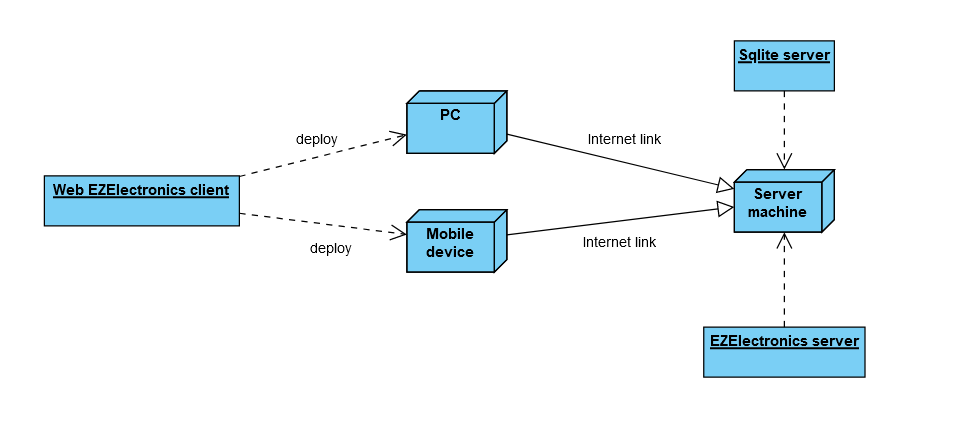 Sqlite server
PC
deploy
Internet link
Web EZElectronics client
Server
machine
Mobile
device
deploy
Internet link
EZElectronics server